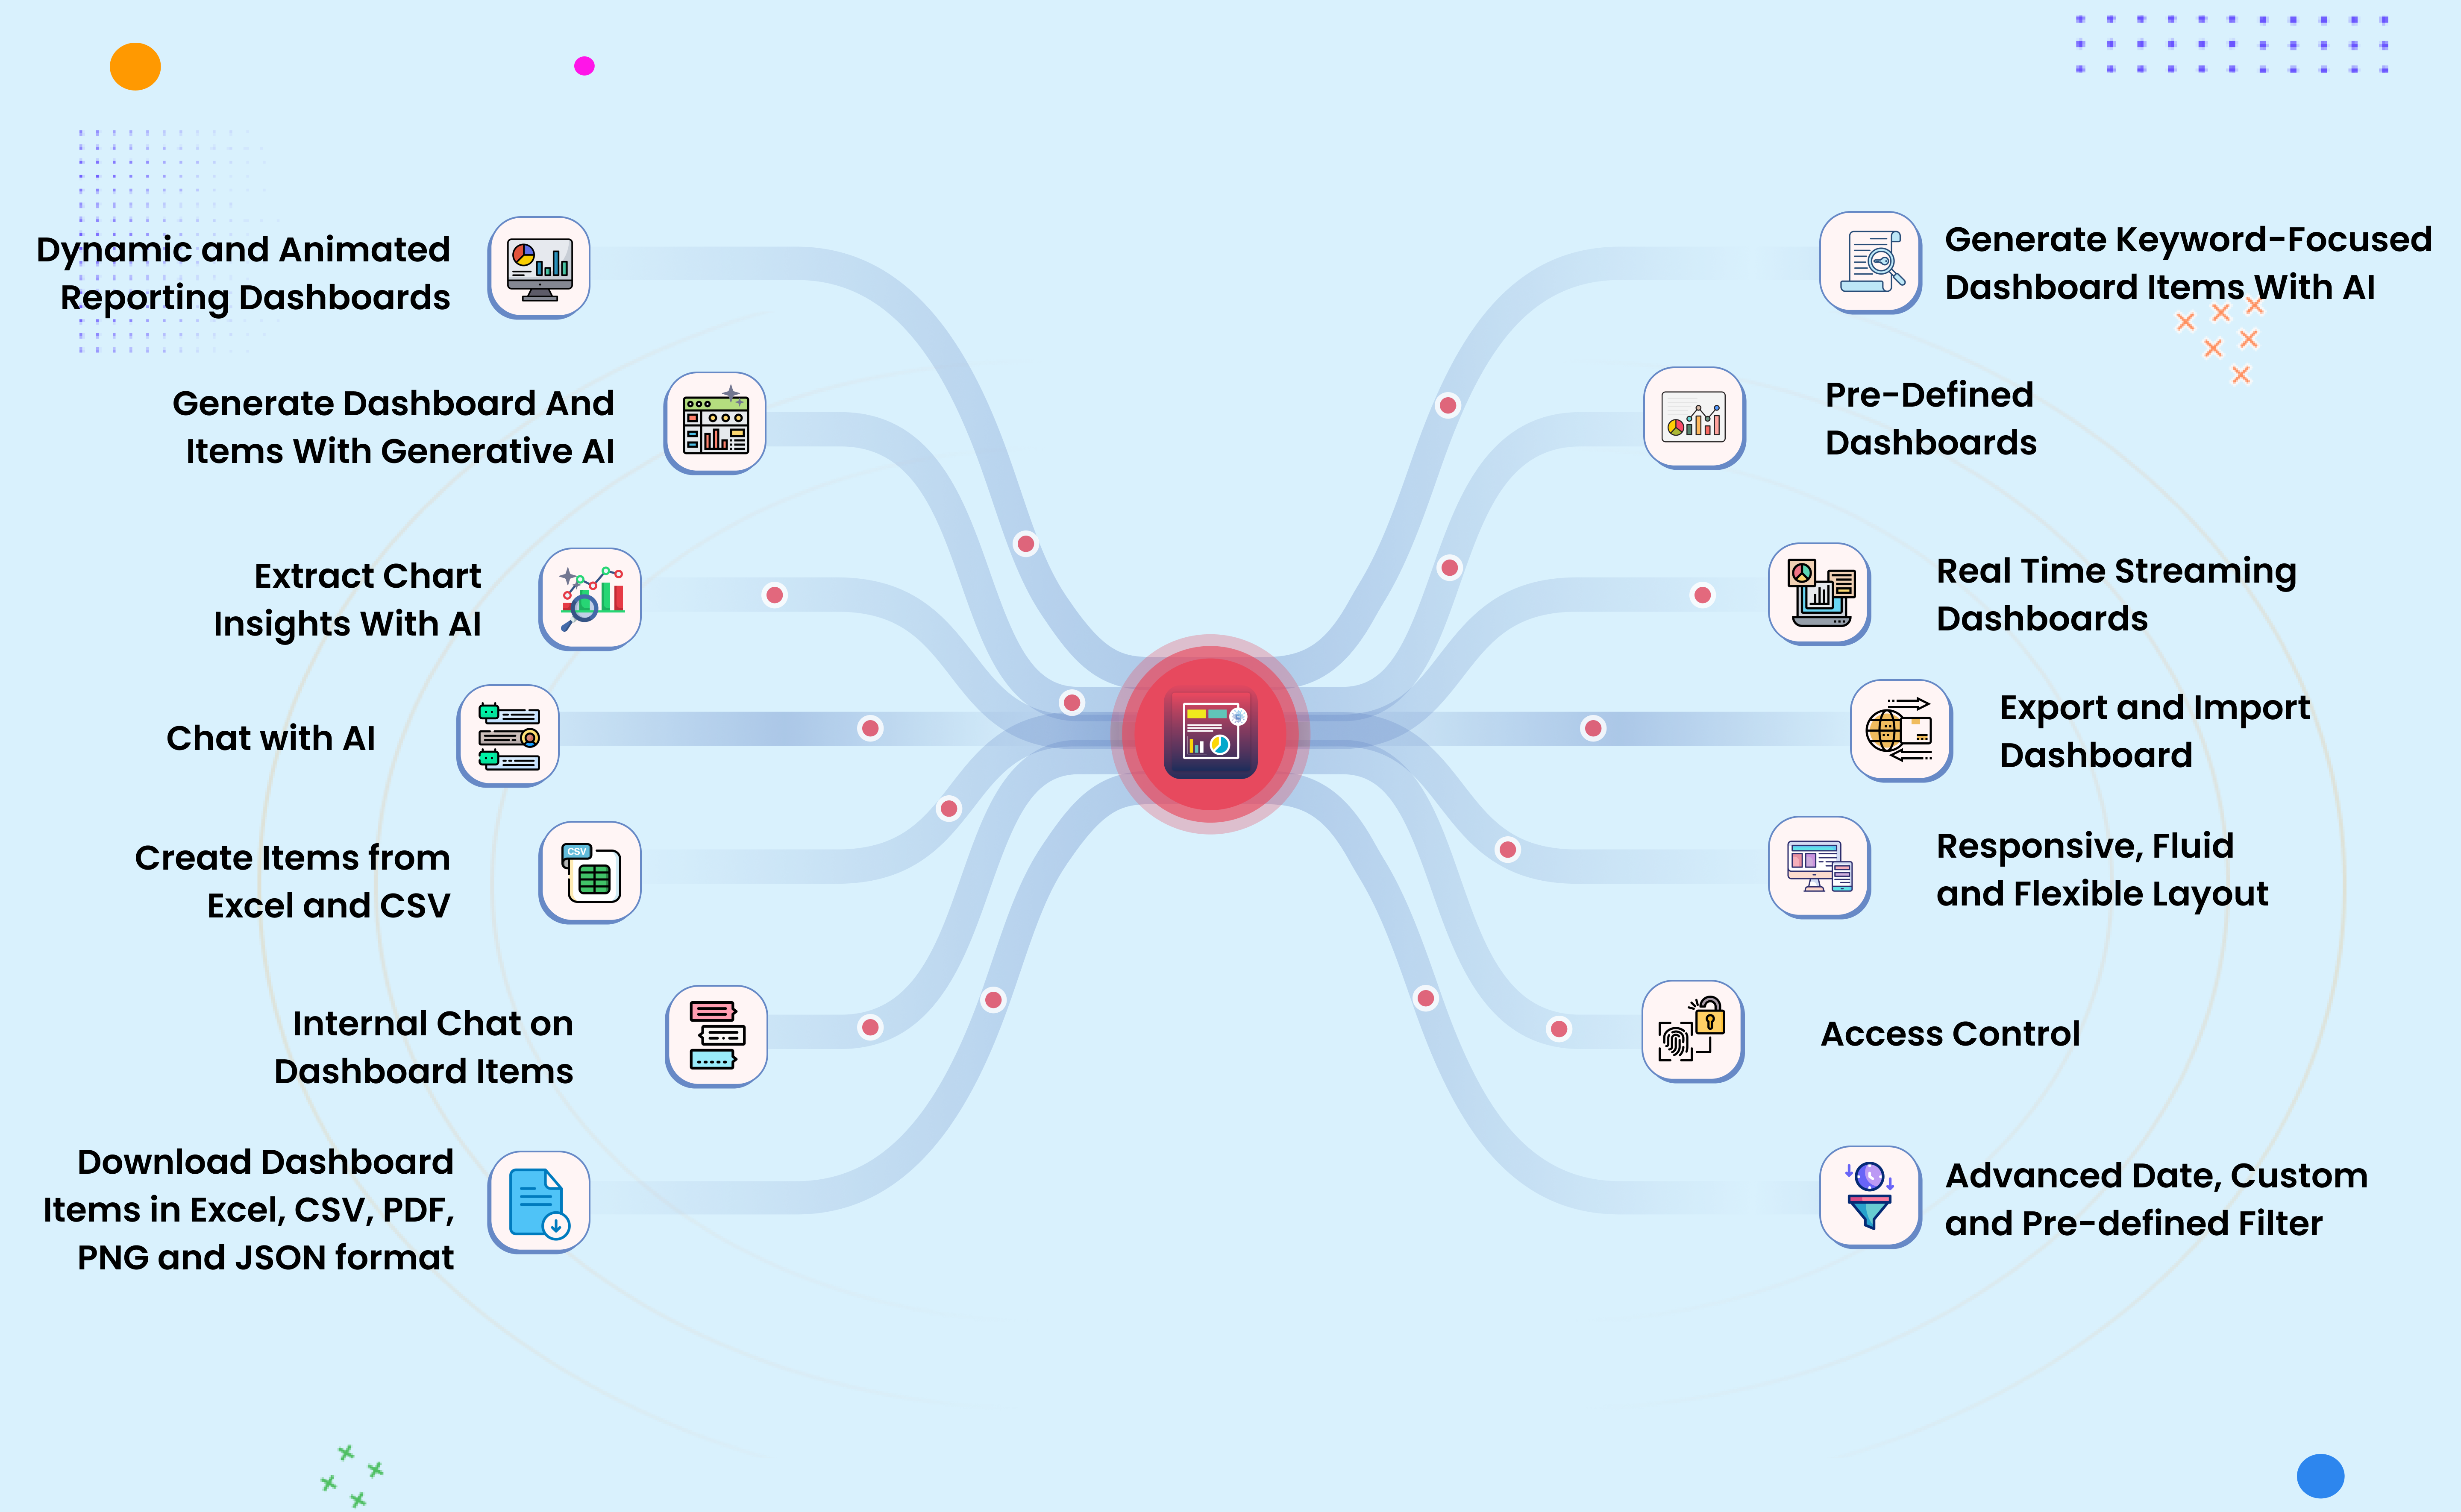 Dynamic and Animated
Reporting Dashboards
Generate Dashboard And
Items With Generative AI
Extract Chart
Insights With AI
Chat with AI
Create Items from
Excel and CSV
CSV
Internal Chat on
Dashboard Items
Download Dashboard
Items in Excel, CSV, PDF,
PNG and JSON format
Generate Keyword-Focused
Dashboard Items With AI
Pre-Defined
Dashboards
Real Time Streaming
Dashboards
Export and Import
Dashboard
Responsive, Fluid
and Flexible Layout
Access Control
Advanced Date, Custom
and Pre-defined Filter